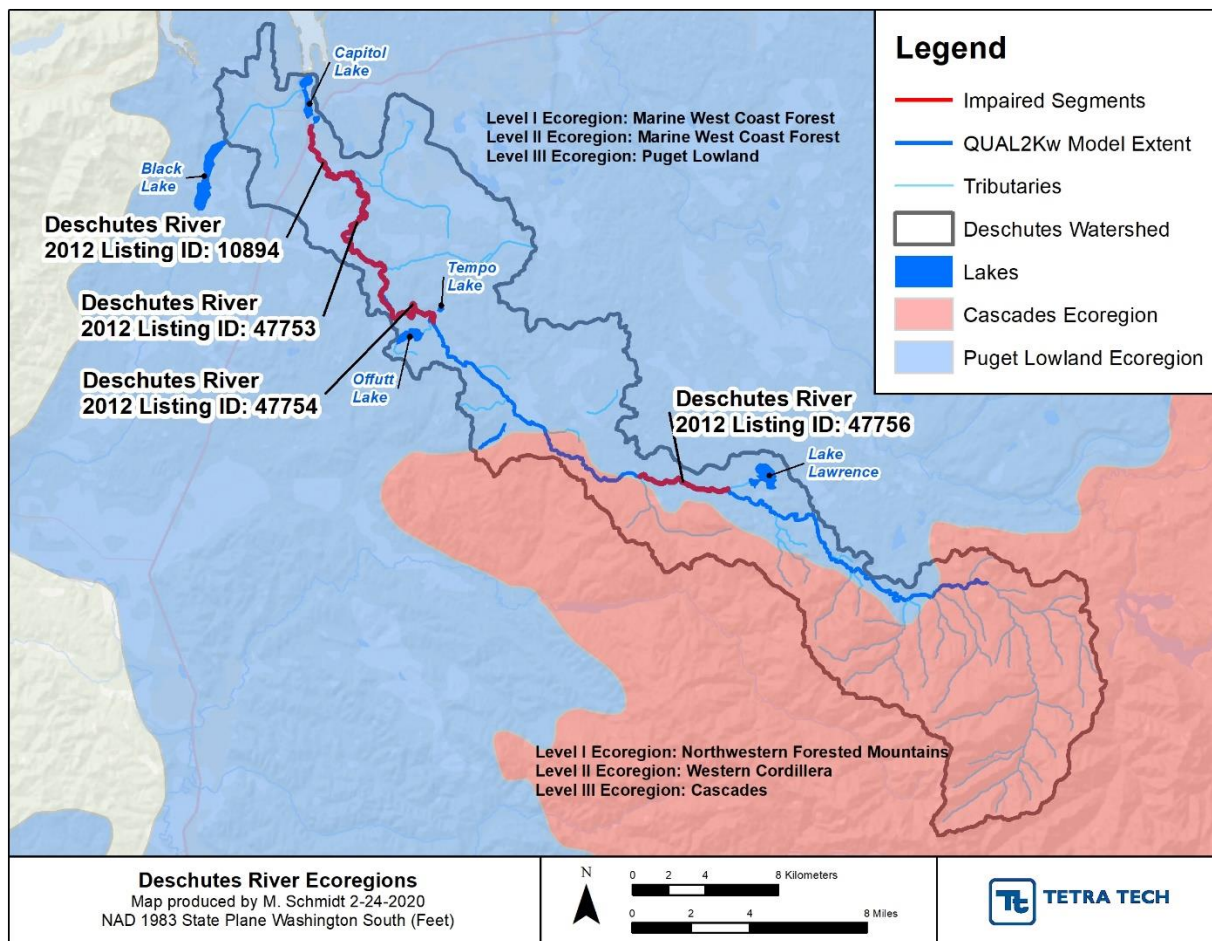 Capitol
Lake
Level I Ecoregion: Marine West Coast Forest
Level II Ecoregion: Marine West Coast Forest
Level III Ecoregion: Puget Lowland
Black
Lake
Deschutes River
2012 Listing ID: 10894
Tempo
Lake
Deschutes River
2012 Listing ID: 47753
Deschutes River
2012 Listing ID: 47754
Offutt
Lake
Deschutes River
2012 Listing ID: 47756
Lake
Lawrence
Level I Ecoregion: Northwestern Forested Mountains
Level II Ecoregion: Western Cordillera
Level III Ecoregion: Cascades
Legend
Impaired Segments
QUAL2Kw Model Extent
Tributaries
Deschutes Watershed
Lakes
Cascades Ecoregion
Puget Lowland Ecoregion
Deschutes River Ecoregions
Map produced by M. Schmidt 2-24-2020
NAD 1983 State Plane Washington South (Feet)
N
0 2 4 8 Kilometers
0 2 4 8 Miles
Tt TETRA TECH